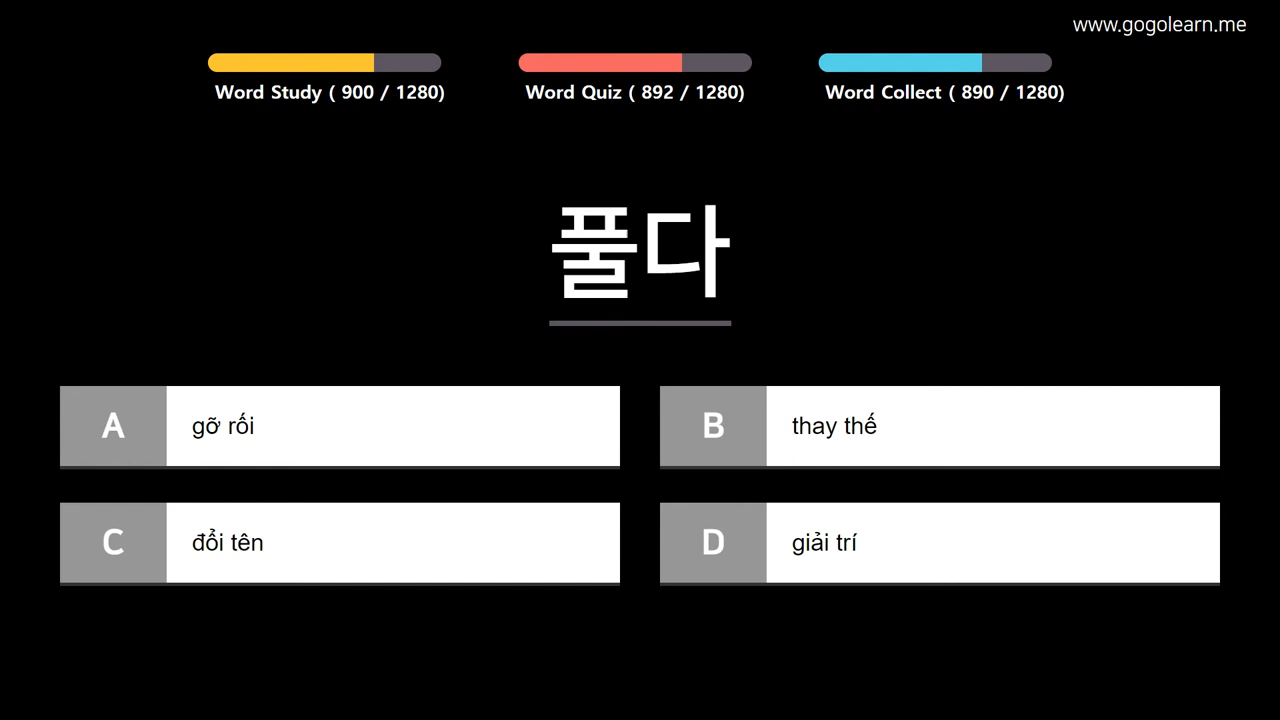 www.gogolearn.me
Word Study ( 900 / 1280)
Word Quiz ( 892 / 1280)
Word Collect ( 890 / 1280)
풀다
A gỡ rối
B thay thế
C đổi tên
D giải trí